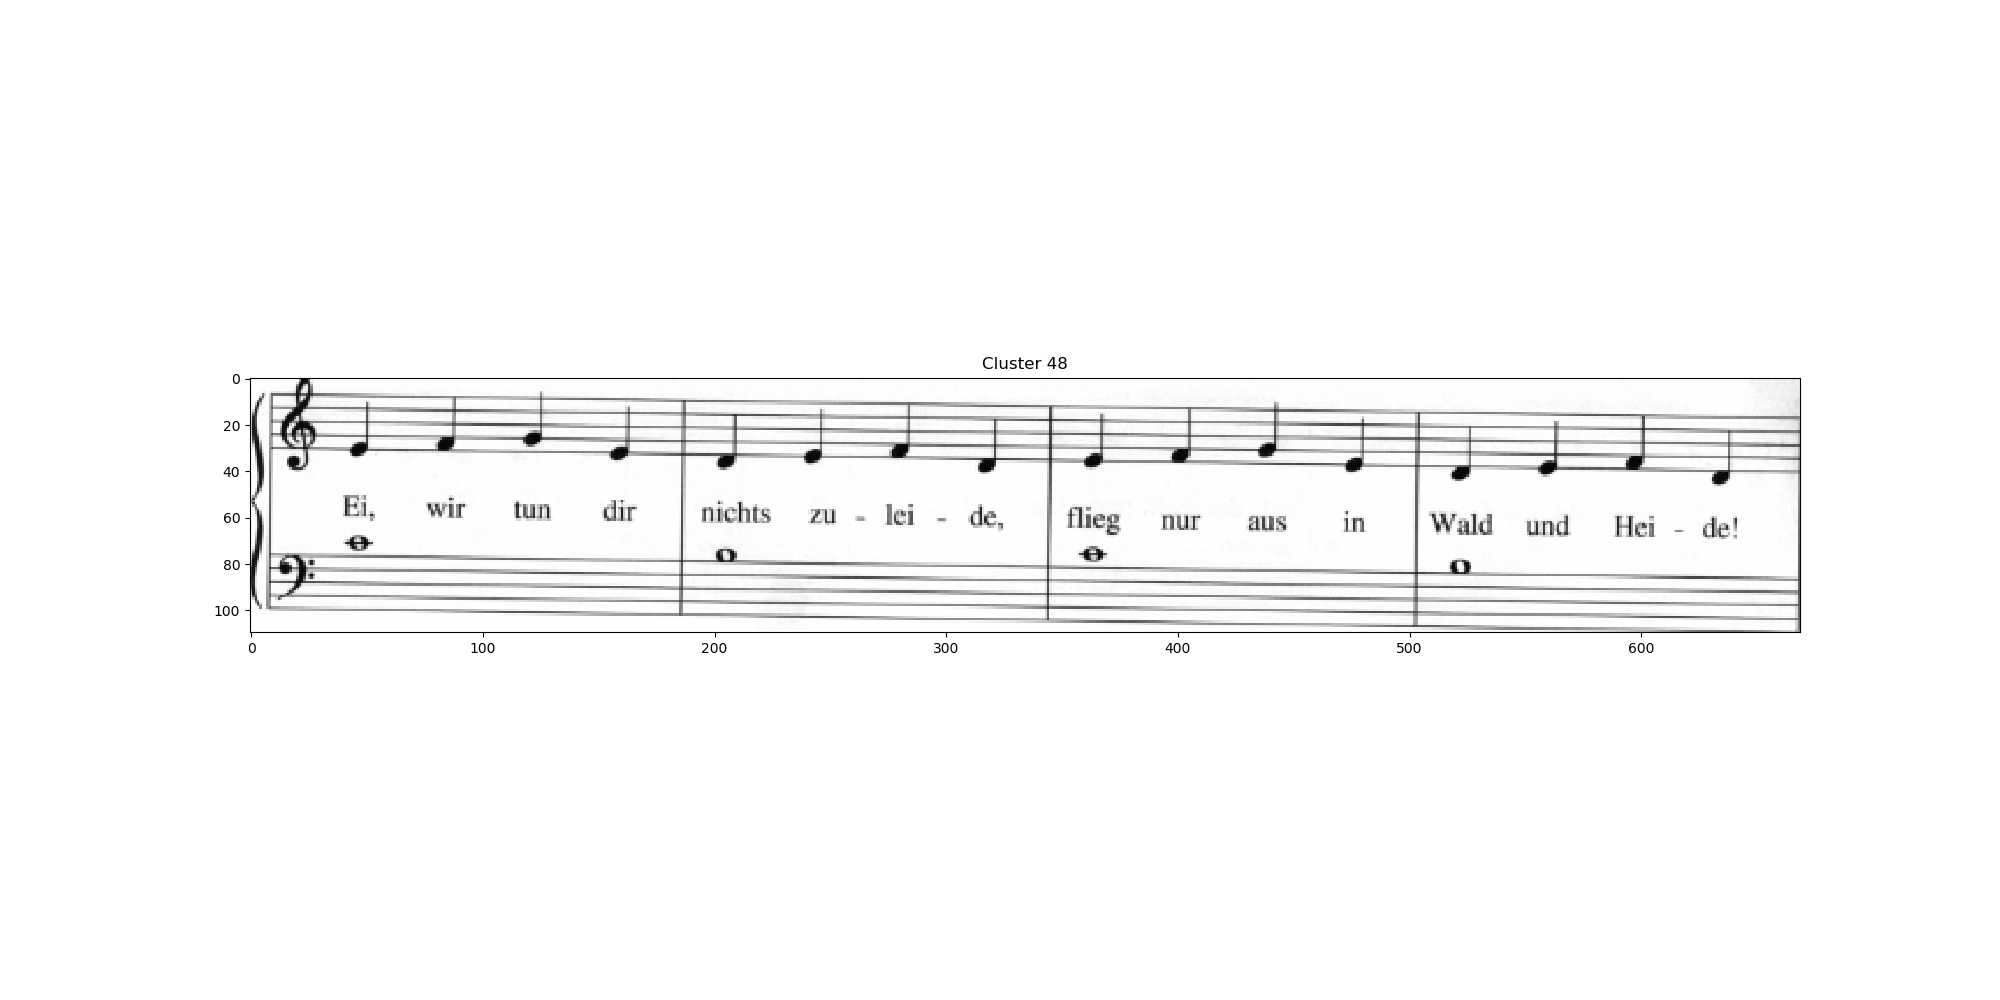 Cluster 48
0
20
40
Ei, wir tun dir nichts zu - lei - de, flieg nur aus in Wald und Hei - de!
60
80
100
0 100 200 300 400 500 600